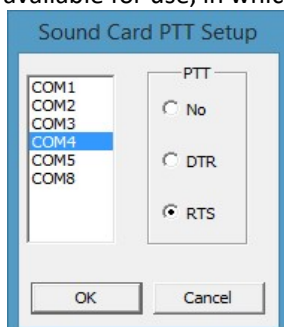 available for use, in which
Sound Card PTT Setup
COM1
COM2
COM3
COM4
COM5
COM8
PTT
No
DTR
RTS
OK
Cancel